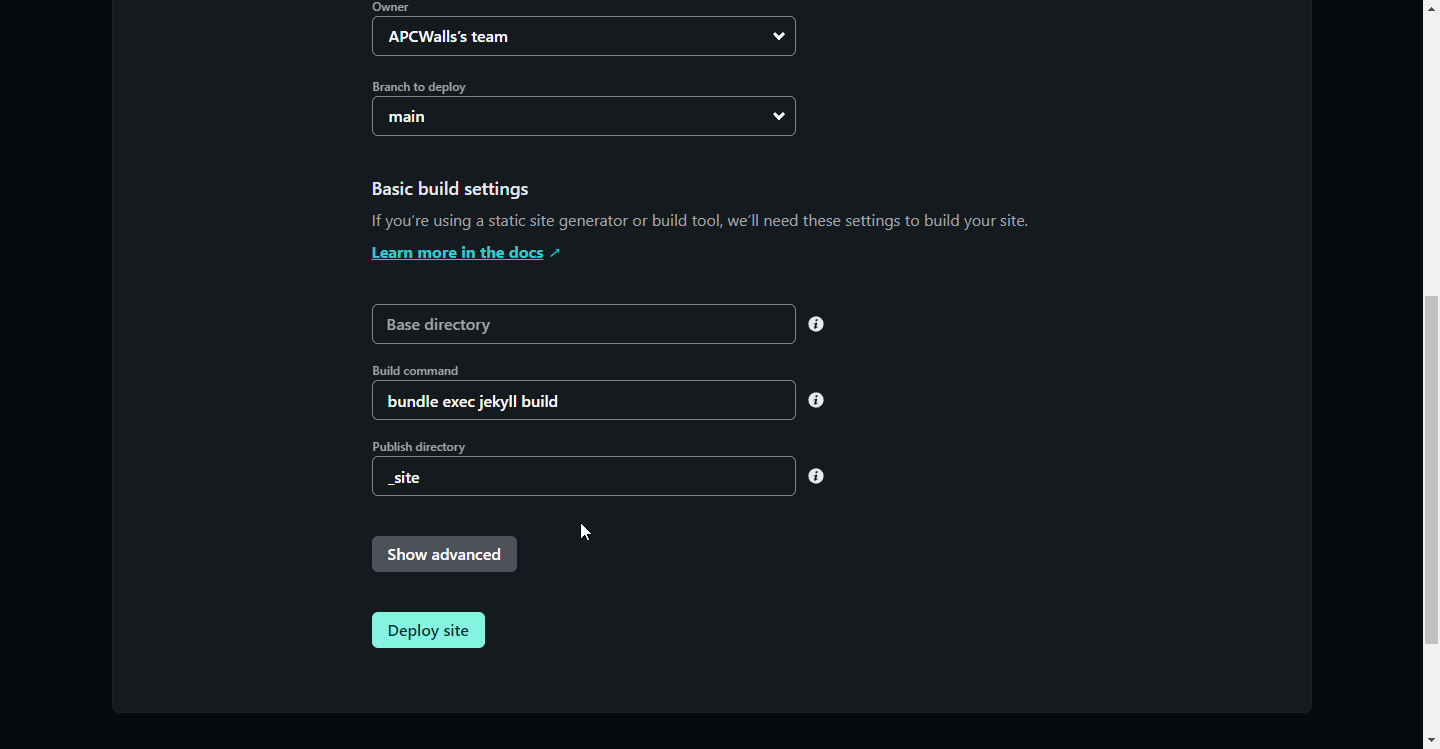 Owner
APCWalls's team
Branch to deploy
main
Basic build settings
If you're using a static site generator or build tool, we'll need these settings to build your site.
Learn more in the docs ↗
Base directory
Build command
bundle exec jekyll build
Publish directory
_site
Show advanced
Deploy site